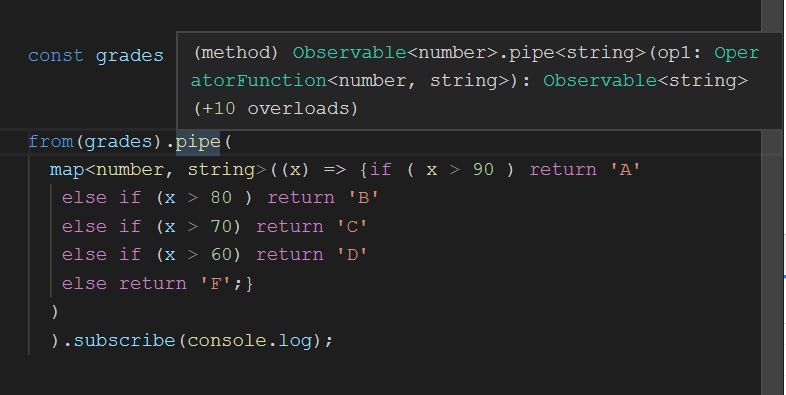 const grades
(method) Observable<number>.pipe<string>(op1: Oper
atorFunction<number, string>): Observable<string>
(+10 overloads)
from(grades).pipe(
map<number, string>((x) => {if ( x > 90 ) return 'A'
else if (x > 80 ) return 'B'
else if (x > 70) return 'C'
else if (x > 60) return 'D'
else return 'F';}
)
).subscribe(console.log);